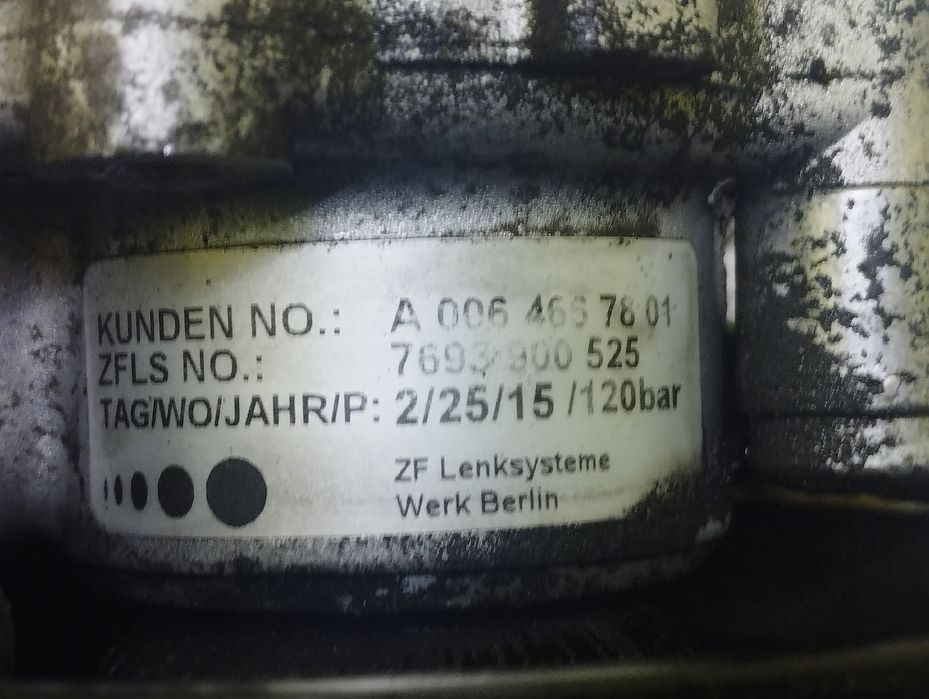 KUNDEN NO.: A 006 466 78 01
ZFLS NO.: 7693 900 525
TAG/WO/JAHR/P: 2/25/15 /120bar
ZF Lenksysteme
Werk Berlin